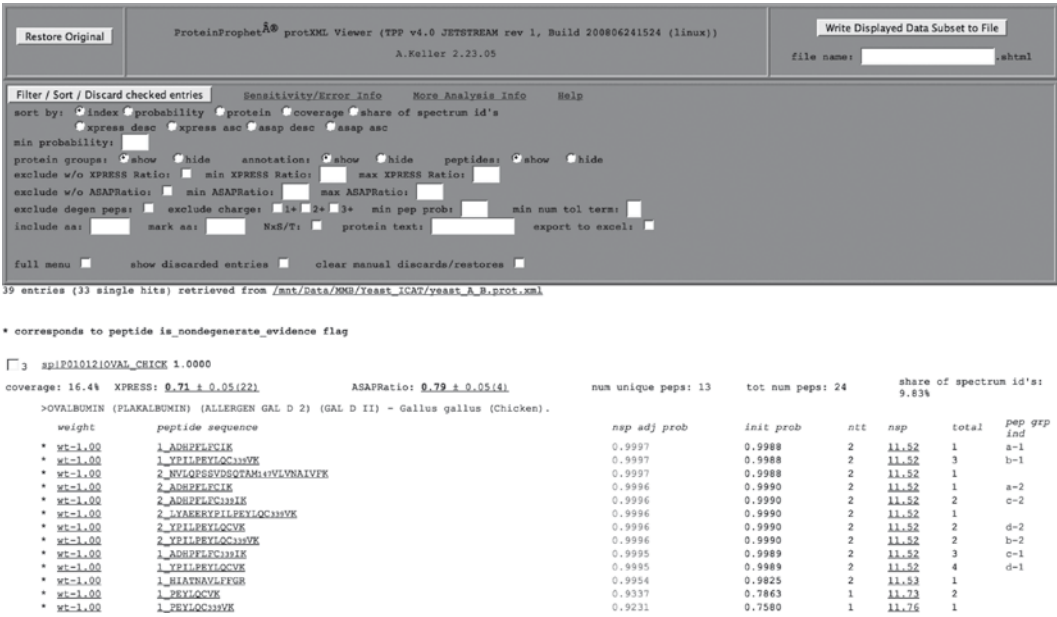 Restore Original
ProteinProphetÂ® protXML Viewer (TPP v4.0 JETSTREAM rev 1, Build 200806241524 (linux))
A.Keller 2.23.05
Write Displayed Data Subset to File
file name: .shtml
Filter / Sort / Discard checked entries Sensitivity/Error Info More Analysis Info Help
sort by: index probability protein coverage share of spectrum id's
xpress desc xpress asc asap desc asap asc
min probability:
protein groups: show hide annotation: show hide peptides: show hide
exclude w/o XPRESS Ratio: min XPRESS Ratio: max XPRESS Ratio:
exclude w/o ASAPRatio: min ASAPRatio: max ASAPRatio:
exclude degen peps: exclude charge: 1+ 2+ 3+ min pep prob: min num tol term:
include aa: mark aa: NxS/T: protein text: export to excel:
full menu show discarded entries clear manual discards/restores
39 entries (33 single hits) retrieved from /mnt/Data/MMB/Yeast_ICAT/yeast_A_B.prot.xml
* corresponds to peptide is_nondegenerate_evidence flag
3 sp|P01012|OVAL_CHICK 1.0000
coverage: 16.4% XPRESS: 0.71 ± 0.05(22) ASAPRatio: 0.79 ± 0.05(4) num unique peps: 13 tot num peps: 24 share of spectrum id's: 9.83%
>OVALBUMIN (PLAKALBUMIN) (ALLERGEN GAL D 2) (GAL D II) - Gallus gallus (Chicken).
weight peptide sequence nsp adj prob init prob ntt nsp total pep grp ind
* wt-1.00 1_ADHPFLFCIK 0.9997 0.9988 2 11.52 1 a-1
* wt-1.00 1_YPILPEYLQC339VK 0.9997 0.9988 2 11.52 3 b-1
* wt-1.00 2_NVLQPSSVDSQTAM147VLVNAIVFK 0.9997 0.9988 2 11.52 1
* wt-1.00 2_ADHPFLFCIK 0.9996 0.9990 2 11.52 1 a-2
* wt-1.00 2_ADHPFLFC339IK 0.9996 0.9990 2 11.52 2 c-2
* wt-1.00 2_LYAEERYPILPEYLQC339VK 0.9996 0.9990 2 11.52 1
* wt-1.00 2_YPILPEYLQCVK 0.9996 0.9990 2 11.52 2 d-2
* wt-1.00 2_YPILPEYLQC339VK 0.9996 0.9990 2 11.52 2 b-2
* wt-1.00 1_ADHPFLFC339IK 0.9995 0.9989 2 11.52 3 c-1
* wt-1.00 1_YPILPEYLQCVK 0.9995 0.9989 2 11.52 4 d-1
* wt-1.00 1_HIATNAVLFFGR 0.9954 0.9825 2 11.53 1
* wt-1.00 1_PEYLQCVK 0.9337 0.7863 1 11.73 2
* wt-1.00 1_PEYLQC339VK 0.9231 0.7580 1 11.76 1